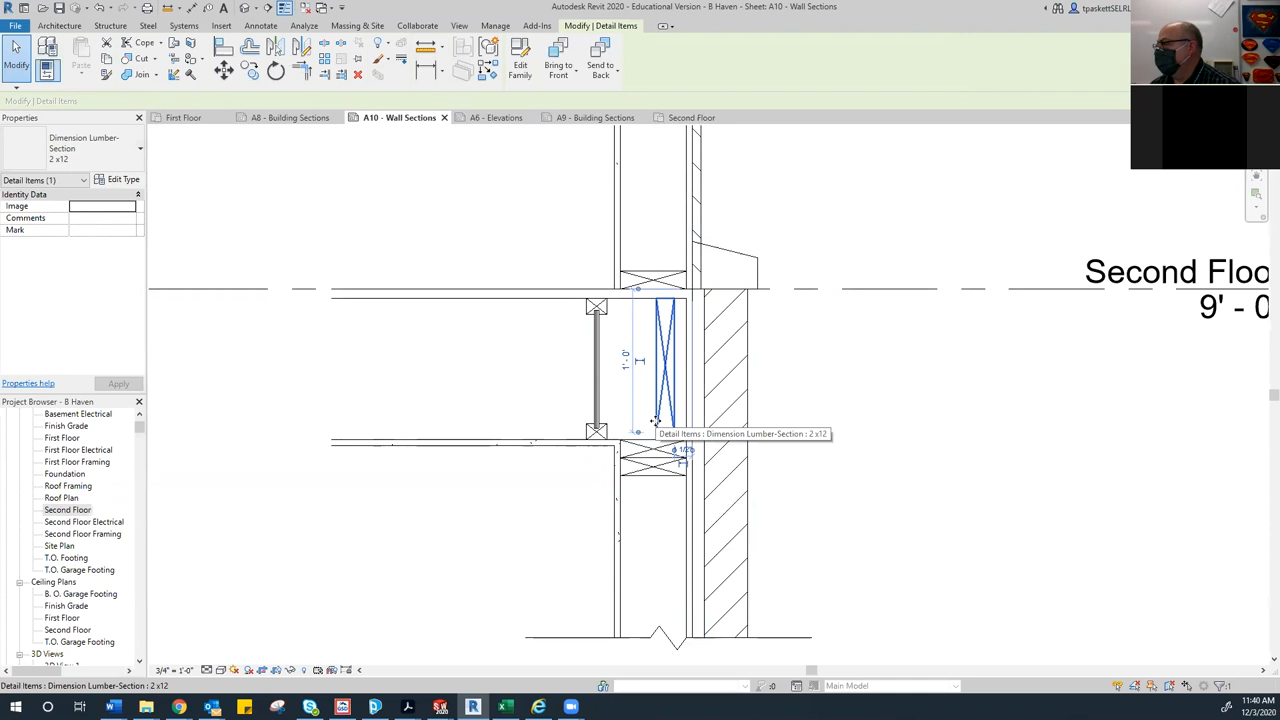 Autodesk Revit 2020 - Educational Version - B Haven - Sheet: A10 - Wall Sections
tpaskettSELRL...
File Architecture Structure Steel Systems Insert Annotate Analyze Massing & Site Collaborate View Manage Add-Ins Modify | Detail Items
Cope
Cut
Join
Modify
Paste
Edit Family
Bring to Front
Send to Back
Modify | Detail Items
Properties
First Floor
A8 - Building Sections
A10 - Wall Sections
A6 - Elevations
A9 - Building Sections
Second Floor
Dimension Lumber-Section
2 x12
Detail Items (1)
Edit Type
Identity Data
Image
Comments
Mark
Second Floo
9' - 0
1' - 0"
Detail Items : Dimension Lumber-Section : 2 x12
Properties help
Apply
Project Browser - B Haven
Basement Electrical
Finish Grade
First Floor
First Floor Electrical
First Floor Framing
Foundation
Roof Framing
Roof Plan
Second Floor
Second Floor Electrical
Second Floor Framing
Site Plan
T.O. Footing
T.O. Garage Footing
Ceiling Plans
B. O. Garage Footing
Finish Grade
First Floor
Second Floor
T.O. Garage Footing
3D Views
3/4" = 1'-0"
Detail Items : Dimension Lumber-Section : 2 x12
:0
Main Model
:1
11:40 AM
12/3/2020